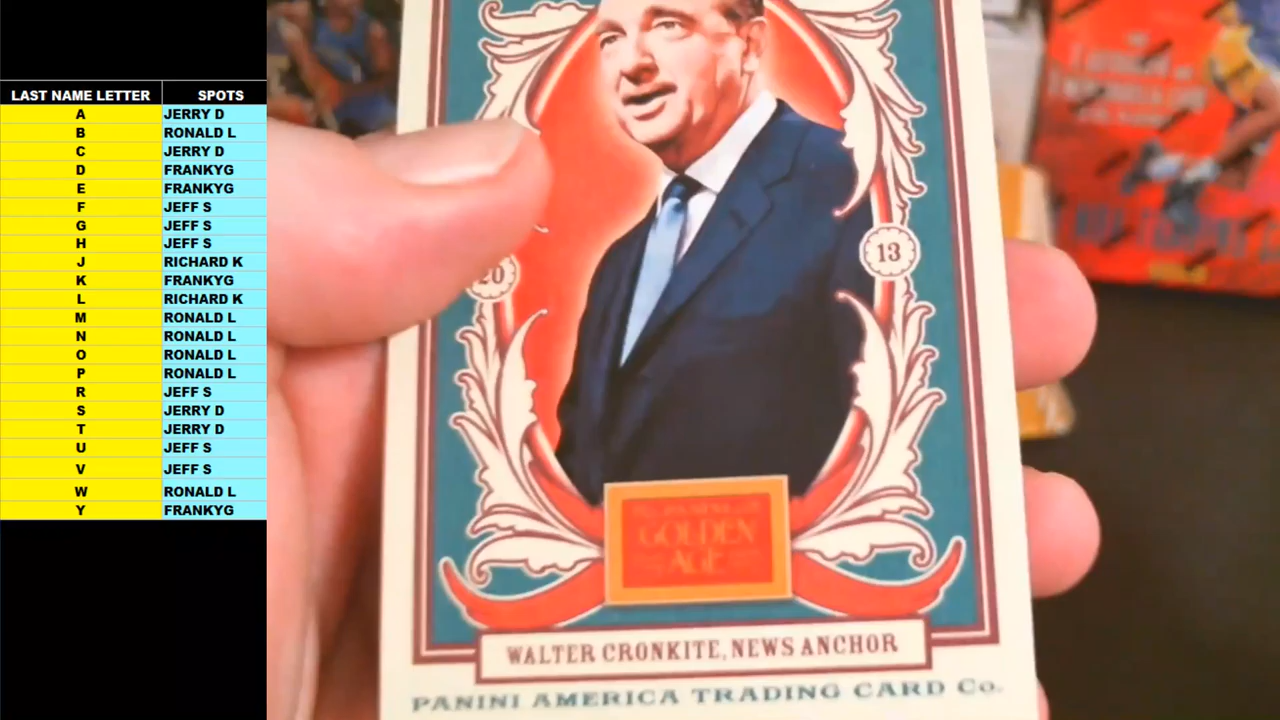 LAST NAME LETTER SPOTS
A JERRY D
B RONALD L
C JERRY D
D FRANKYG
E FRANKYG
F JEFF S
G JEFF S
H JEFF S
J RICHARD K
K FRANKYG
L RICHARD K
M RONALD L
N RONALD L
O RONALD L
P RONALD L
R JEFF S
S JERRY D
T JERRY D
U JEFF S
V JEFF S
W RONALD L
Y FRANKYG
20 13
GOLDEN
AGE
WALTER CRONKITE, NEWS ANCHOR
PANINI AMERICA TRADING CARD Co.